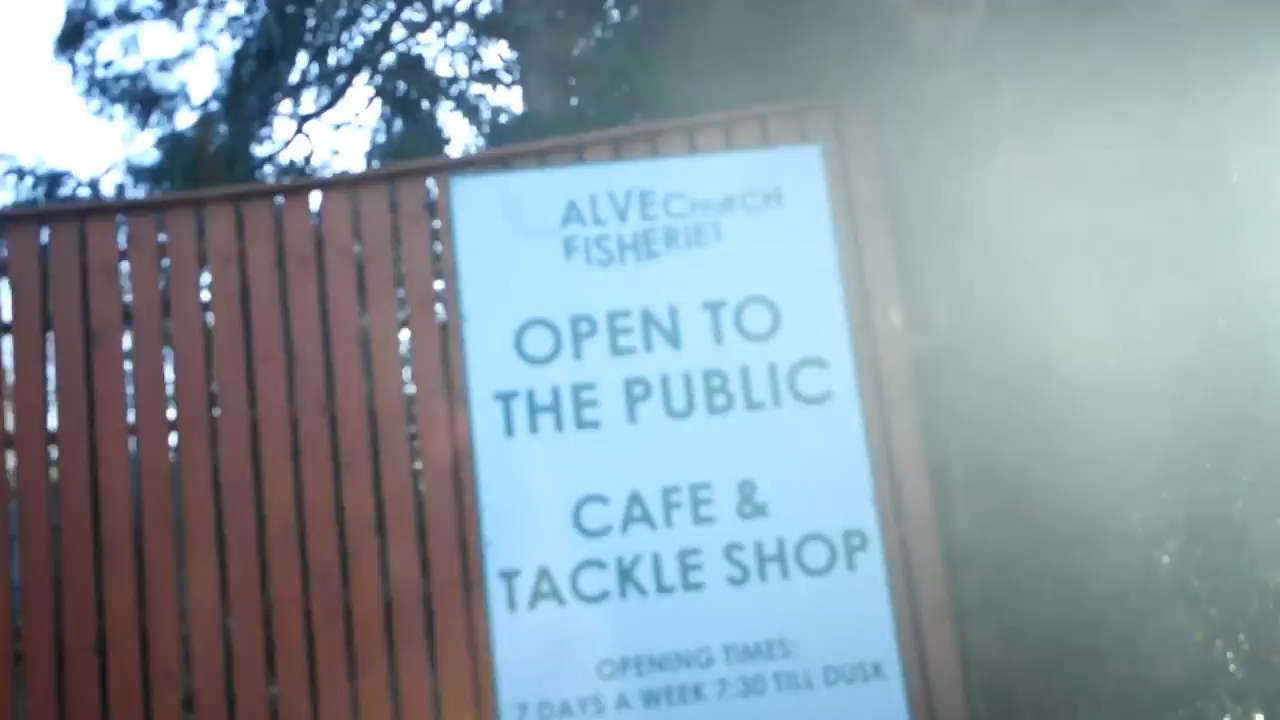 ALVECHURCH
FISHERIES
OPEN TO
THE PUBLIC
CAFE &
TACKLE SHOP
OPENING TIMES:
7 DAYS A WEEK 7:30 TILL DUSK